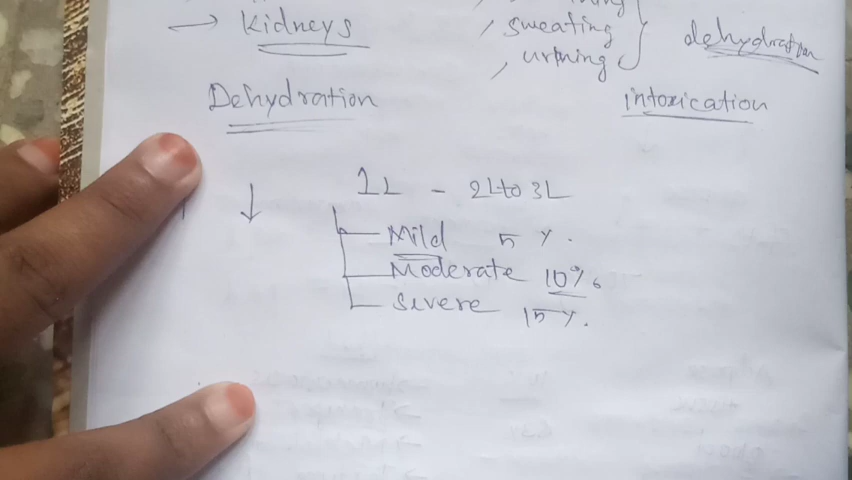 → Kidneys
, sweating
, urining
dehydration
Dehydration
intoxication
↓ 1L - 2L to 3L
Mild 5 %.
Moderate 10%.
Severe 15 %.